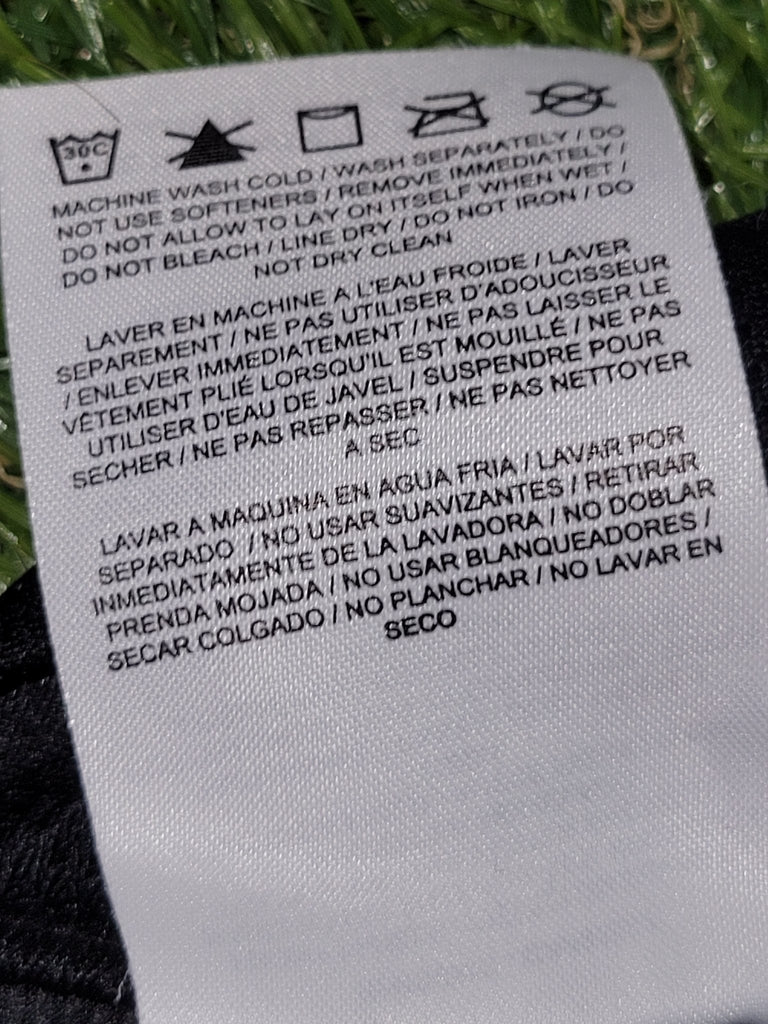 30C
MACHINE WASH COLD / WASH SEPARATELY / DO
NOT USE SOFTENERS / REMOVE IMMEDIATELY /
DO NOT ALLOW TO LAY ON ITSELF WHEN WET /
DO NOT BLEACH / LINE DRY / DO NOT IRON / DO
NOT DRY CLEAN
LAVER EN MACHINE A L'EAU FROIDE / LAVER
SEPAREMENT / NE PAS UTILISER D'ADOUCISSEUR
/ ENLEVER IMMEDIATEMENT / NE PAS LAISSER LE
VÊTEMENT PLIÉ LORSQU'IL EST MOUILLÉ / NE PAS
UTILISER D'EAU DE JAVEL / SUSPENDRE POUR
SECHER / NE PAS REPASSER / NE PAS NETTOYER
A SEC
LAVAR A MAQUINA EN AGUA FRIA / LAVAR POR
SEPARADO / NO USAR SUAVIZANTES / RETIRAR
INMEDIATAMENTE DE LA LAVADORA / NO DOBLAR
PRENDA MOJADA / NO USAR BLANQUEADORES /
SECAR COLGADO / NO PLANCHAR / NO LAVAR EN
SECO